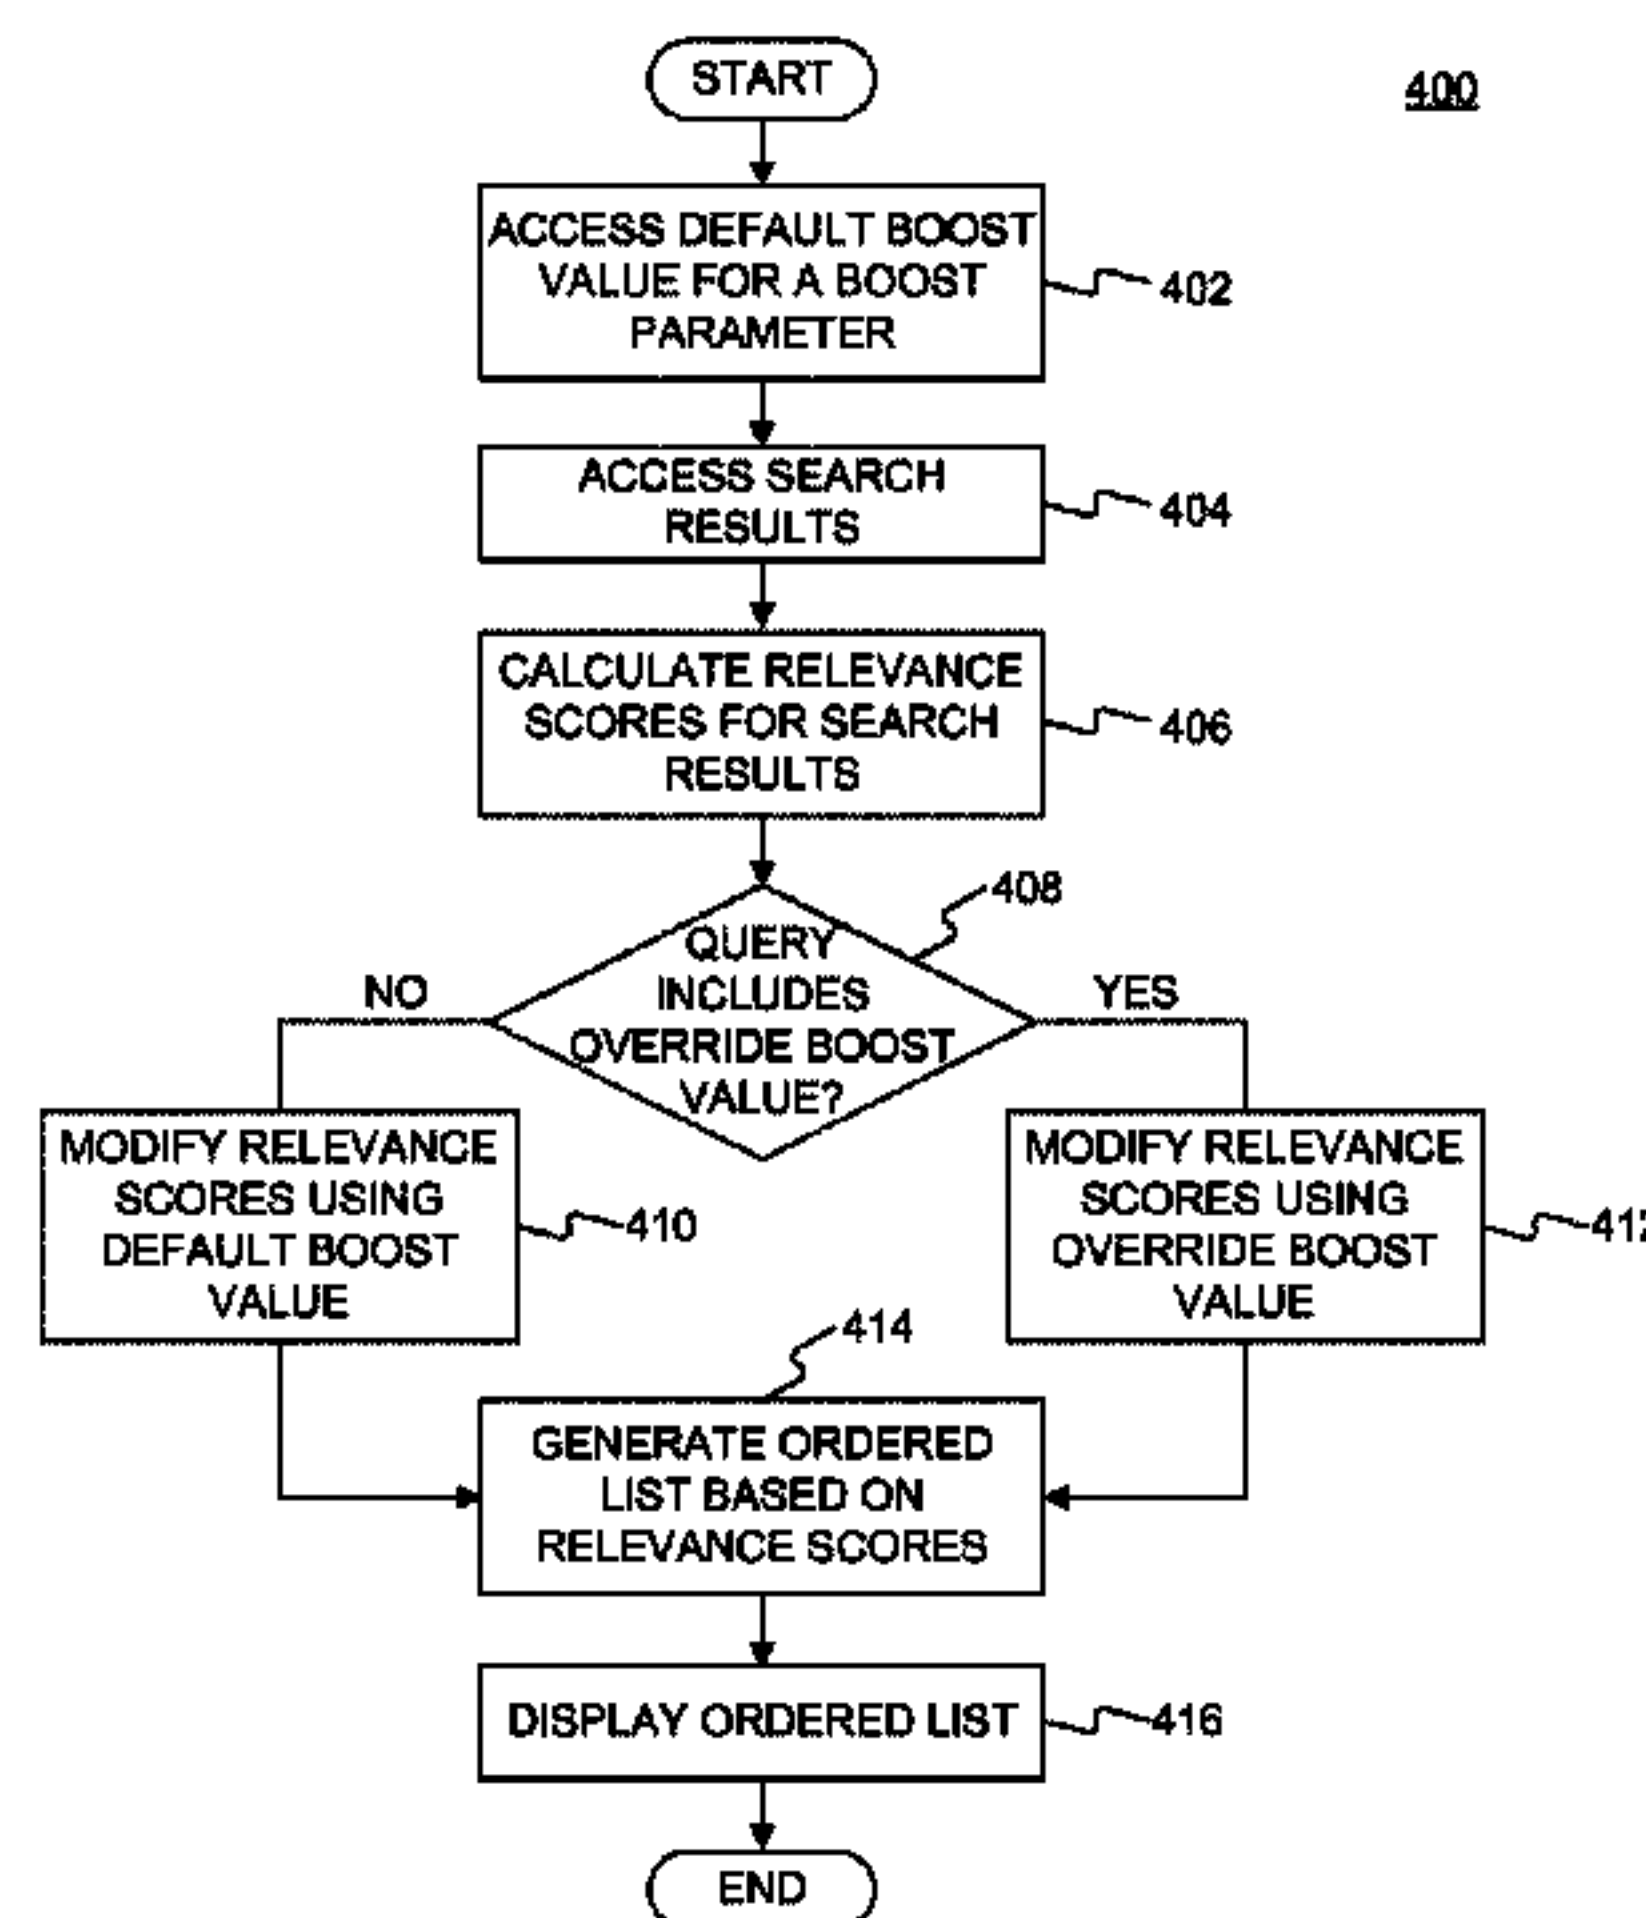 START
400
ACCESS DEFAULT BOOST
VALUE FOR A BOOST
PARAMETER
402
ACCESS SEARCH
RESULTS
404
CALCULATE RELEVANCE
SCORES FOR SEARCH
RESULTS
406
408
QUERY
INCLUDES
OVERRIDE BOOST
VALUE?
NO
YES
MODIFY RELEVANCE
SCORES USING
DEFAULT BOOST
VALUE
410
MODIFY RELEVANCE
SCORES USING
OVERRIDE BOOST
VALUE
412
414
GENERATE ORDERED
LIST BASED ON
RELEVANCE SCORES
DISPLAY ORDERED LIST
416
END